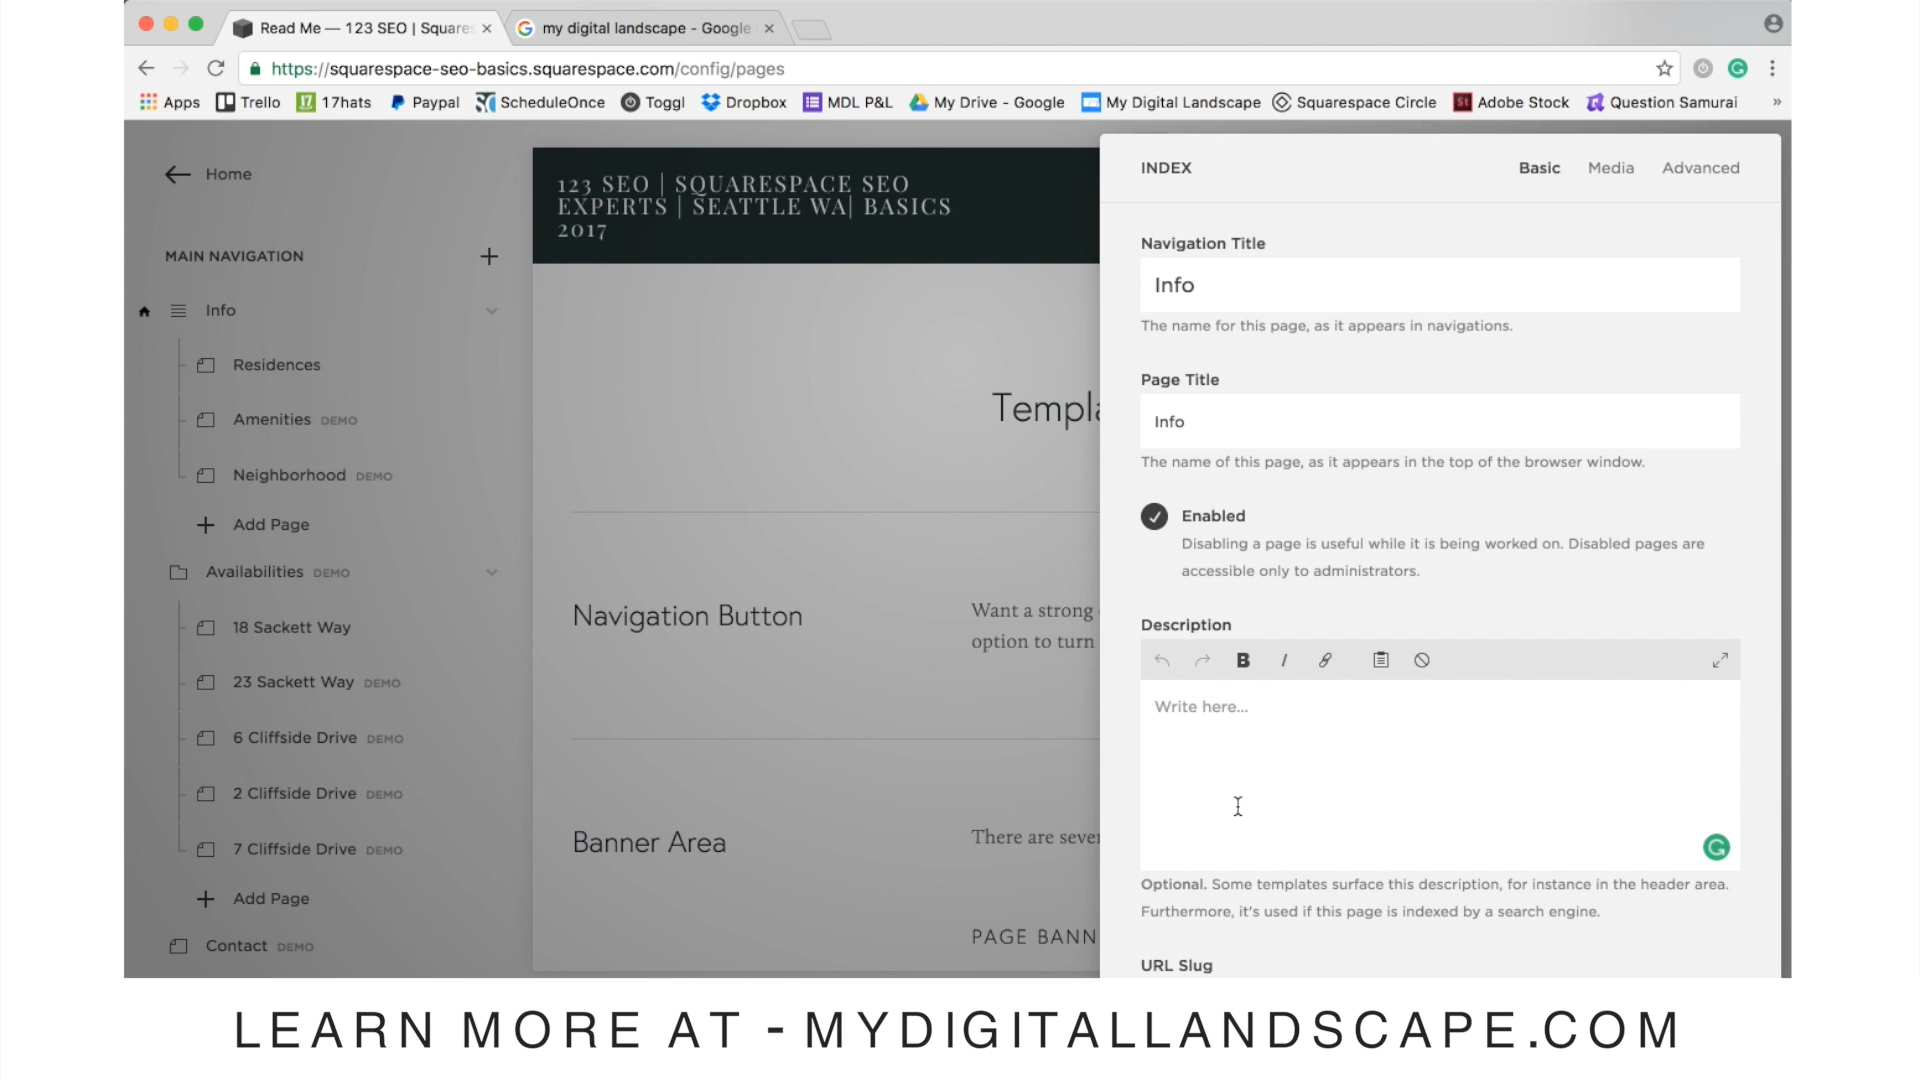 Read Me — 123 SEO | Squares
my digital landscape - Google
https://squarespace-seo-basics.squarespace.com/config/pages
Apps Trello 17hats Paypal ScheduleOnce Toggl Dropbox MDL P&L My Drive - Google My Digital Landscape Squarespace Circle Adobe Stock Question Samurai »
Home
MAIN NAVIGATION
Info
Residences
Amenities DEMO
Neighborhood DEMO
Add Page
Availabilities DEMO
18 Sackett Way
23 Sackett Way DEMO
6 Cliffside Drive DEMO
2 Cliffside Drive DEMO
7 Cliffside Drive DEMO
Add Page
Contact DEMO
123 SEO | SQUARESPACE SEO
EXPERTS | SEATTLE WA| BASICS
2017
Templa
Navigation Button
Want a strong
option to turn
Banner Area
There are sever
PAGE BANN
INDEX
Basic Media Advanced
Navigation Title
Info
The name for this page, as it appears in navigations.
Page Title
Info
The name of this page, as it appears in the top of the browser window.
Enabled
Disabling a page is useful while it is being worked on. Disabled pages are
accessible only to administrators.
Description
B I
Write here...
Optional. Some templates surface this description, for instance in the header area.
Furthermore, it's used if this page is indexed by a search engine.
URL Slug
LEARN MORE AT - MYDIGITALLANDSCAPE.COM